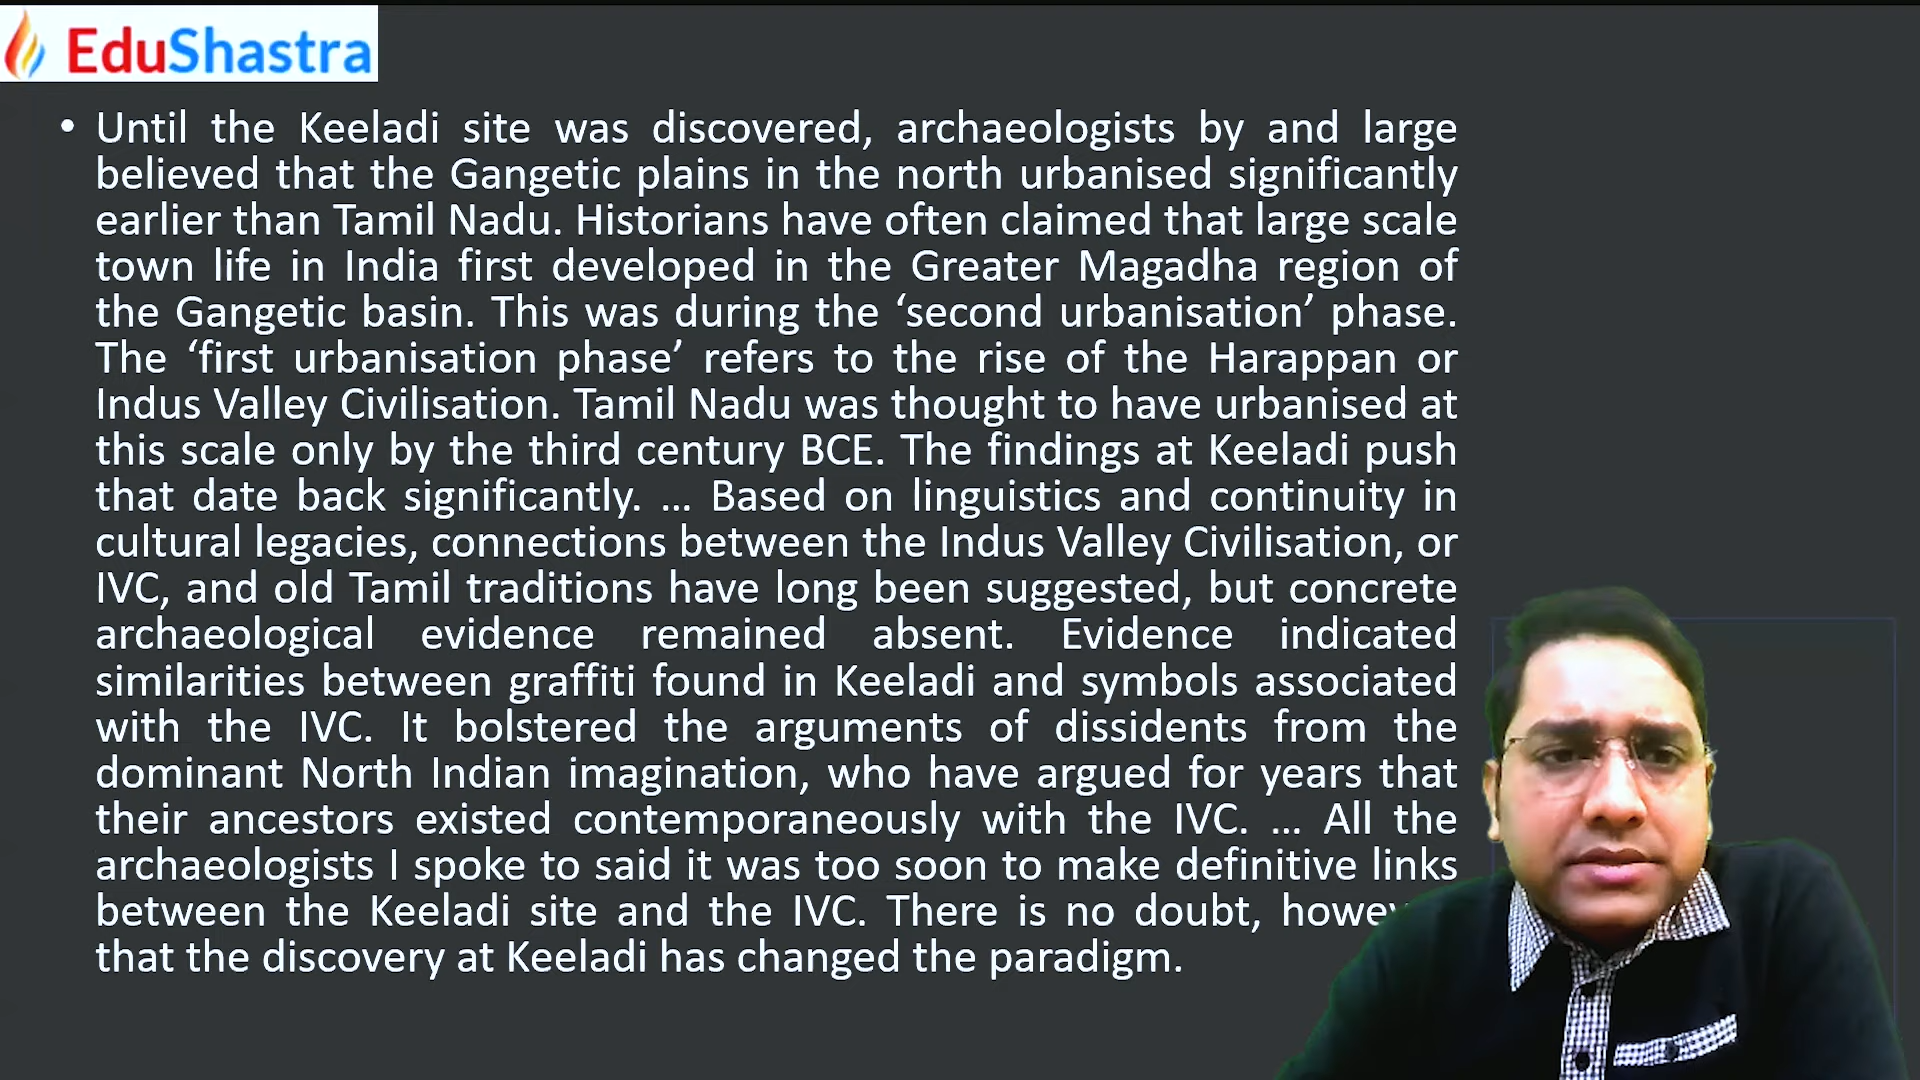 EduShastra
• Until the Keeladi site was discovered, archaeologists by and large
believed that the Gangetic plains in the north urbanised significantly
earlier than Tamil Nadu. Historians have often claimed that large scale
town life in India first developed in the Greater Magadha region of
the Gangetic basin. This was during the ‘second urbanisation’ phase.
The ‘first urbanisation phase’ refers to the rise of the Harappan or
Indus Valley Civilisation. Tamil Nadu was thought to have urbanised at
this scale only by the third century BCE. The findings at Keeladi push
that date back significantly. … Based on linguistics and continuity in
cultural legacies, connections between the Indus Valley Civilisation, or
IVC, and old Tamil traditions have long been suggested, but concrete
archaeological evidence remained absent. Evidence indicated
similarities between graffiti found in Keeladi and symbols associated
with the IVC. It bolstered the arguments of dissidents from the
dominant North Indian imagination, who have argued for years that
their ancestors existed contemporaneously with the IVC. … All the
archaeologists I spoke to said it was too soon to make definitive links
between the Keeladi site and the IVC. There is no doubt,
that the discovery at Keeladi has changed the paradigm.